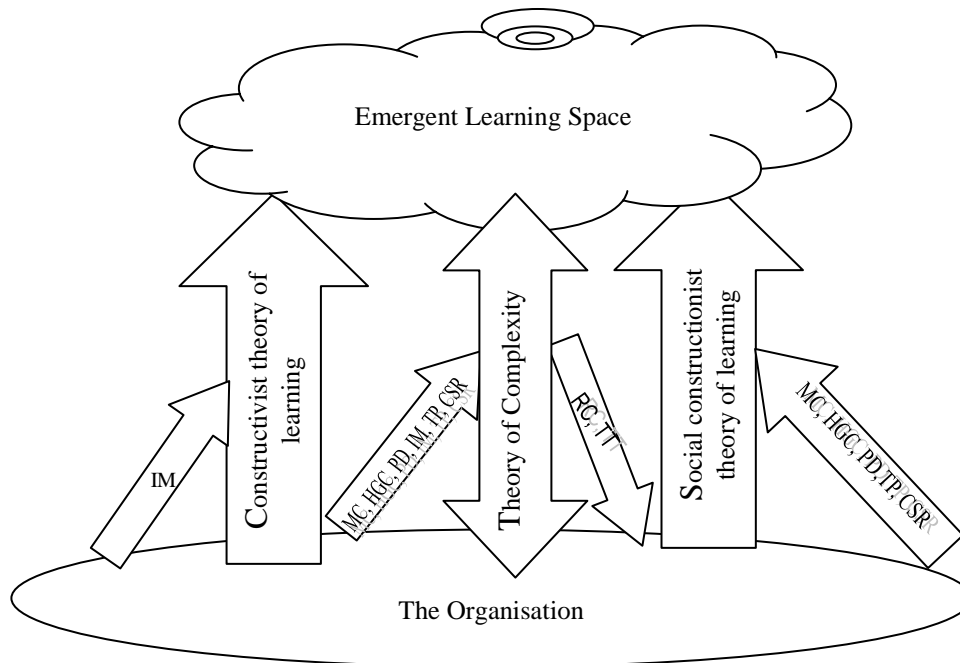 Emergent Learning Space
Constructivist theory of
learning
Theory of Complexity
Social constructionist
theory of learning
IM
MC, HGC, PD, IM, TP, CSR
RC, TT
MC, HGC, PD,TP, CSR
The Organisation